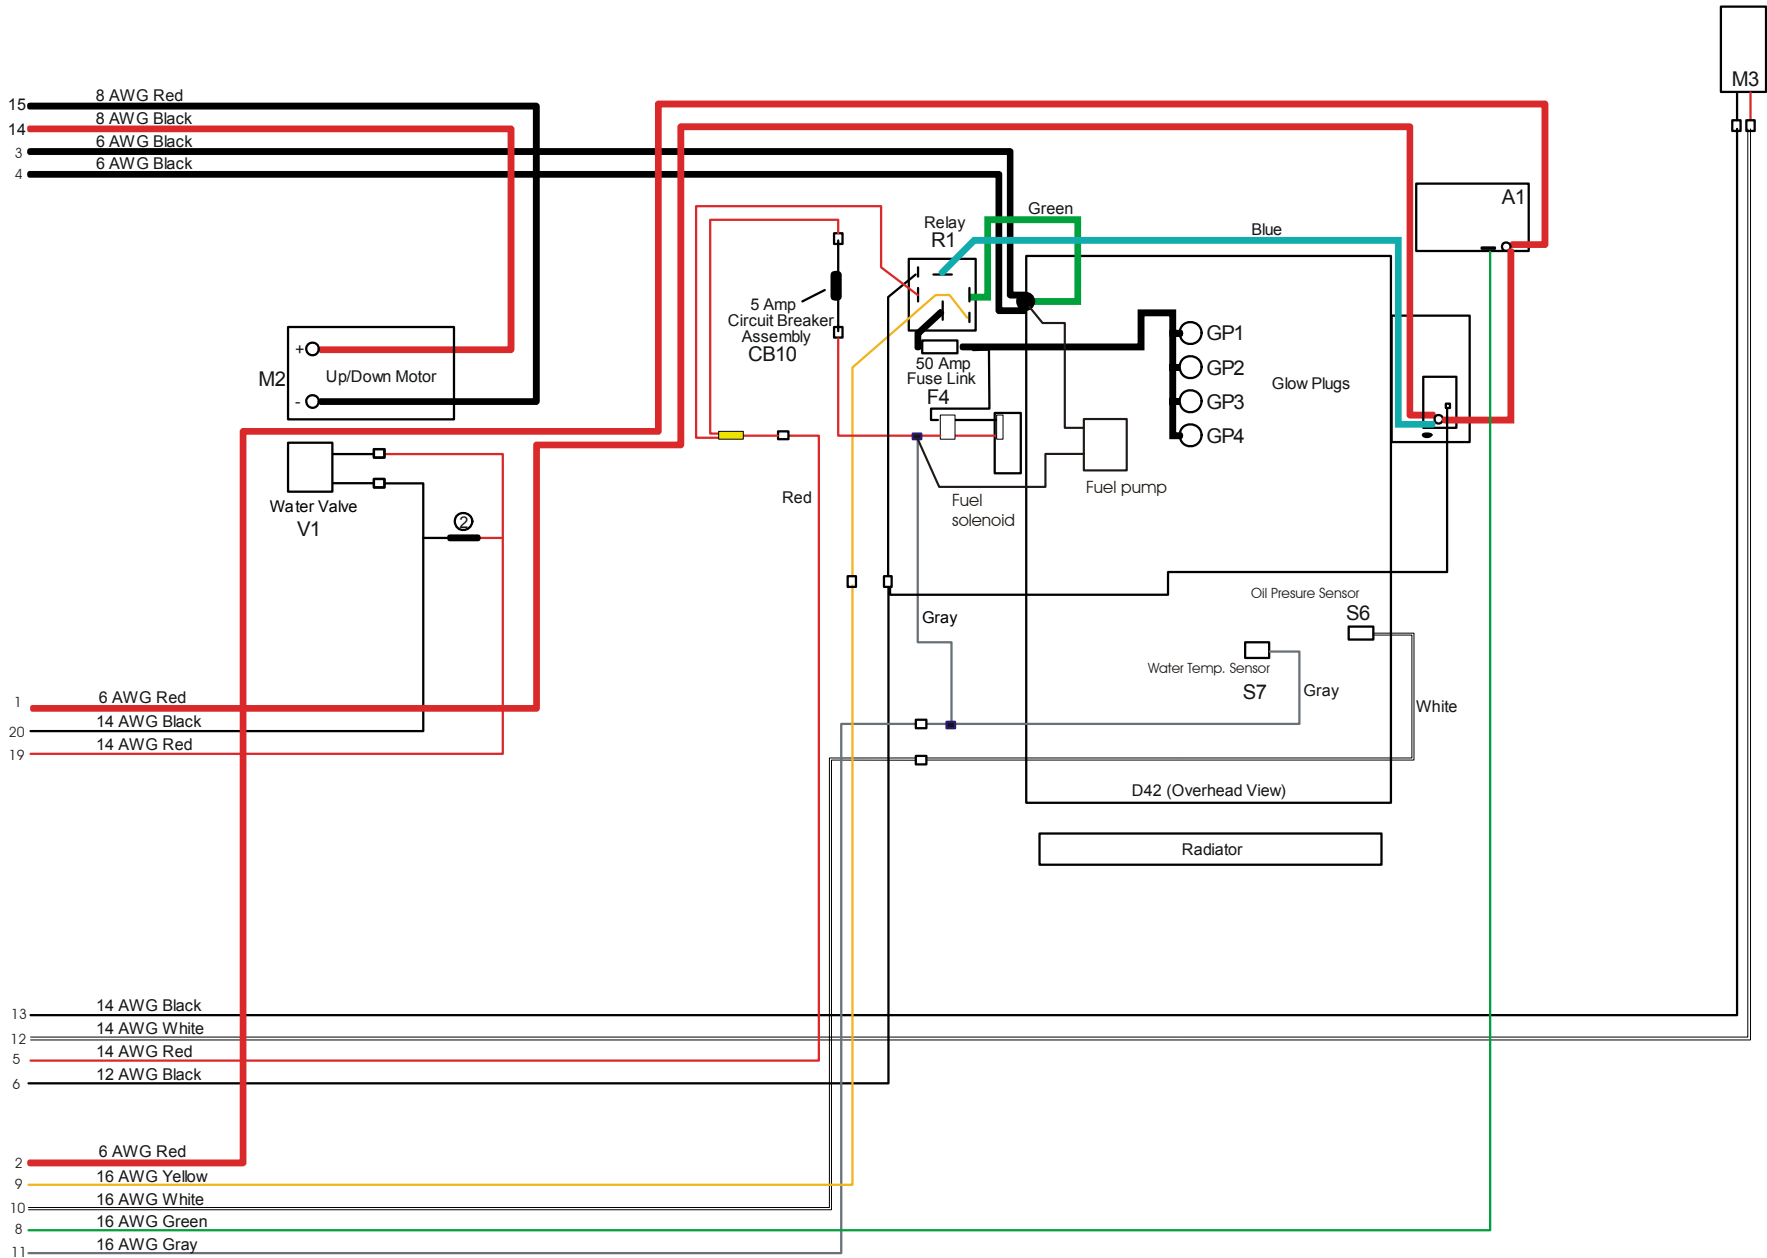 M3
15 8 AWG Red
14 8 AWG Black
3 6 AWG Black
4 6 AWG Black
A1
Green
Relay
R1
Blue
5 Amp
Circuit Breaker
Assembly
CB10
+
M2
Up/Down Motor
-
50 Amp
Fuse Link
F4
GP1
GP2
GP3
GP4
Glow Plugs
Water Valve
V1
2
Red
Fuel
solenoid
Fuel pump
Gray
Oil Presure Sensor
S6
Water Temp. Sensor
S7
Gray
White
1 6 AWG Red
20 14 AWG Black
19 14 AWG Red
D42 (Overhead View)
Radiator
13 14 AWG Black
12 14 AWG White
5 14 AWG Red
6 12 AWG Black
2 6 AWG Red
9 16 AWG Yellow
10 16 AWG White
8 16 AWG Green
11 16 AWG Gray